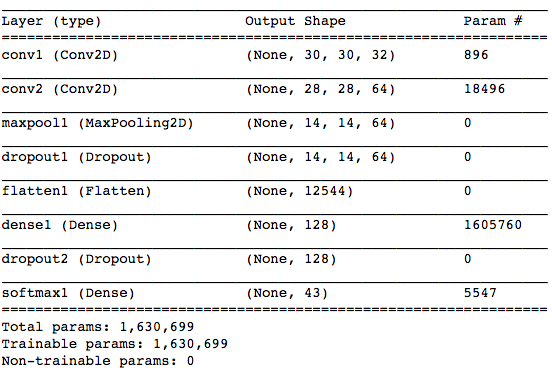 Layer (type) Output Shape Param #
=================================================================
conv1 (Conv2D) (None, 30, 30, 32) 896
conv2 (Conv2D) (None, 28, 28, 64) 18496
maxpool1 (MaxPooling2D) (None, 14, 14, 64) 0
dropout1 (Dropout) (None, 14, 14, 64) 0
flatten1 (Flatten) (None, 12544) 0
dense1 (Dense) (None, 128) 1605760
dropout2 (Dropout) (None, 128) 0
softmax1 (Dense) (None, 43) 5547
=================================================================
Total params: 1,630,699
Trainable params: 1,630,699
Non-trainable params: 0